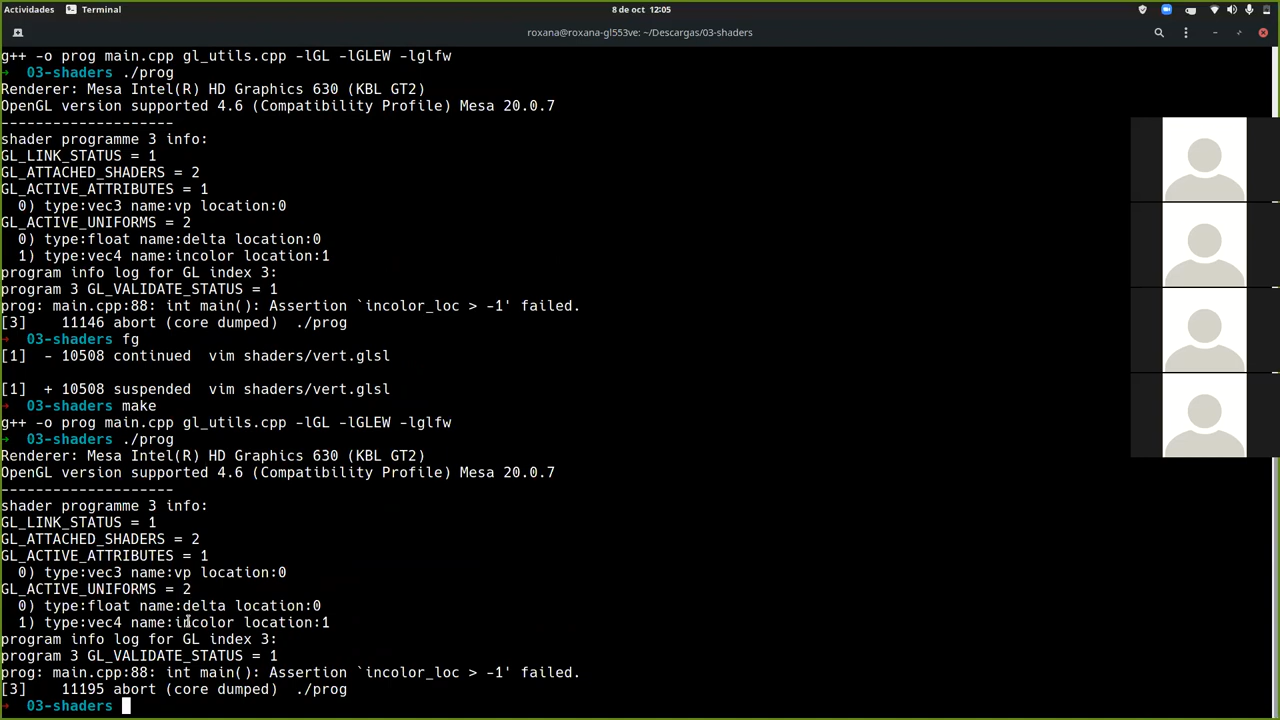 Actividades
Terminal
8 de oct 12:05
roxana@roxana-gl553ve: ~/Descargas/03-shaders
g++ -o prog main.cpp gl_utils.cpp -lGL -lGLEW -lglfw
➜  03-shaders ./prog
Renderer: Mesa Intel(R) HD Graphics 630 (KBL GT2)
OpenGL version supported 4.6 (Compatibility Profile) Mesa 20.0.7
--------------------
shader programme 3 info:
GL_LINK_STATUS = 1
GL_ATTACHED_SHADERS = 2
GL_ACTIVE_ATTRIBUTES = 1
  0) type:vec3 name:vp location:0
GL_ACTIVE_UNIFORMS = 2
  0) type:float name:delta location:0
  1) type:vec4 name:incolor location:1
program info log for GL index 3:
program 3 GL_VALIDATE_STATUS = 1
prog: main.cpp:88: int main(): Assertion `incolor_loc > -1' failed.
[3]    11146 abort (core dumped)  ./prog
➜  03-shaders fg
[1]  - 10508 continued  vim shaders/vert.glsl
[1]  + 10508 suspended  vim shaders/vert.glsl
➜  03-shaders make
g++ -o prog main.cpp gl_utils.cpp -lGL -lGLEW -lglfw
➜  03-shaders ./prog
Renderer: Mesa Intel(R) HD Graphics 630 (KBL GT2)
OpenGL version supported 4.6 (Compatibility Profile) Mesa 20.0.7
--------------------
shader programme 3 info:
GL_LINK_STATUS = 1
GL_ATTACHED_SHADERS = 2
GL_ACTIVE_ATTRIBUTES = 1
  0) type:vec3 name:vp location:0
GL_ACTIVE_UNIFORMS = 2
  0) type:float name:delta location:0
  1) type:vec4 name:incolor location:1
program info log for GL index 3:
program 3 GL_VALIDATE_STATUS = 1
prog: main.cpp:88: int main(): Assertion `incolor_loc > -1' failed.
[3]    11195 abort (core dumped)  ./prog
➜  03-shaders